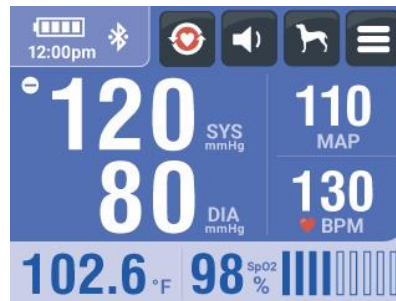 12:00pm
120 SYS mmHg
110 MAP
80 DIA mmHg
130 BPM
102.6 °F 98 SpO2 %